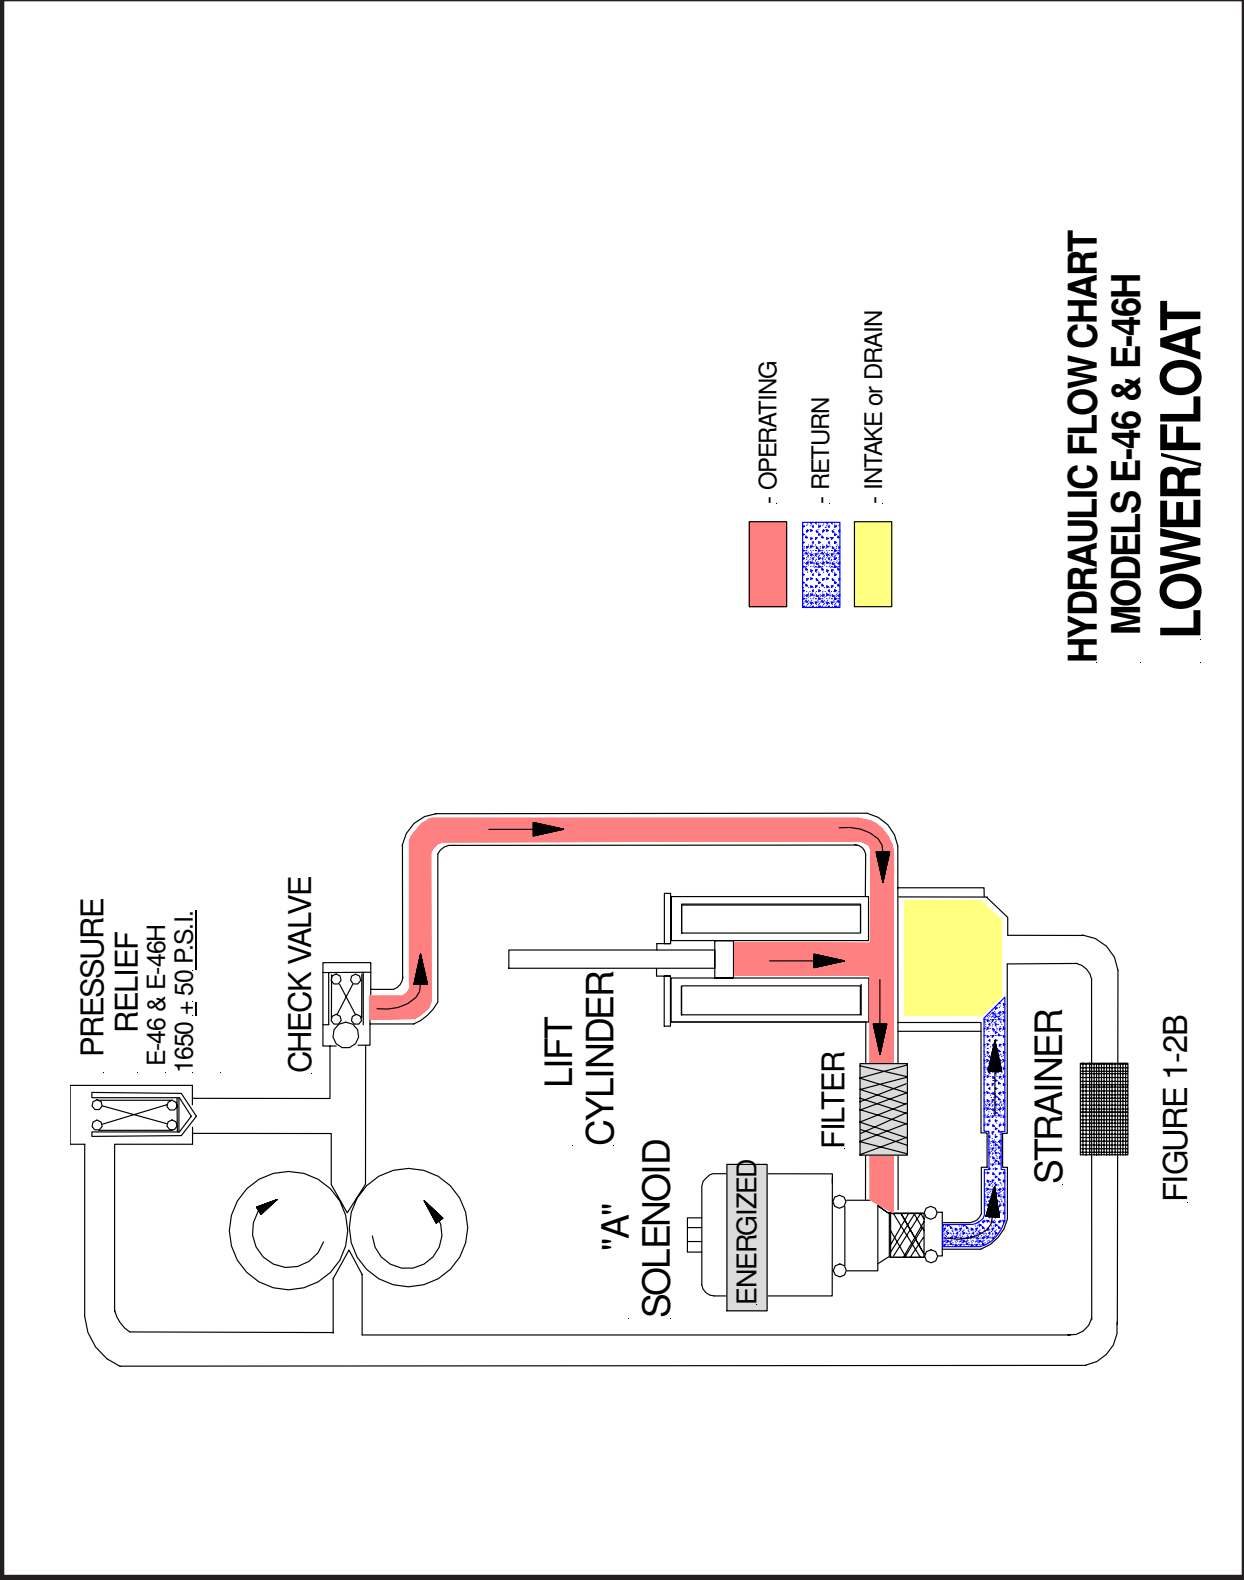 PRESSURE
RELIEF
E-46 & E-46H
1650 ± 50 P.S.I.
CHECK VALVE
LIFT
CYLINDER
"A"
SOLENOID
ENERGIZED
FILTER
STRAINER
FIGURE 1-2B
- OPERATING
- RETURN
- INTAKE or DRAIN
HYDRAULIC FLOW CHART
MODELS E-46 & E-46H
LOWER/FLOAT